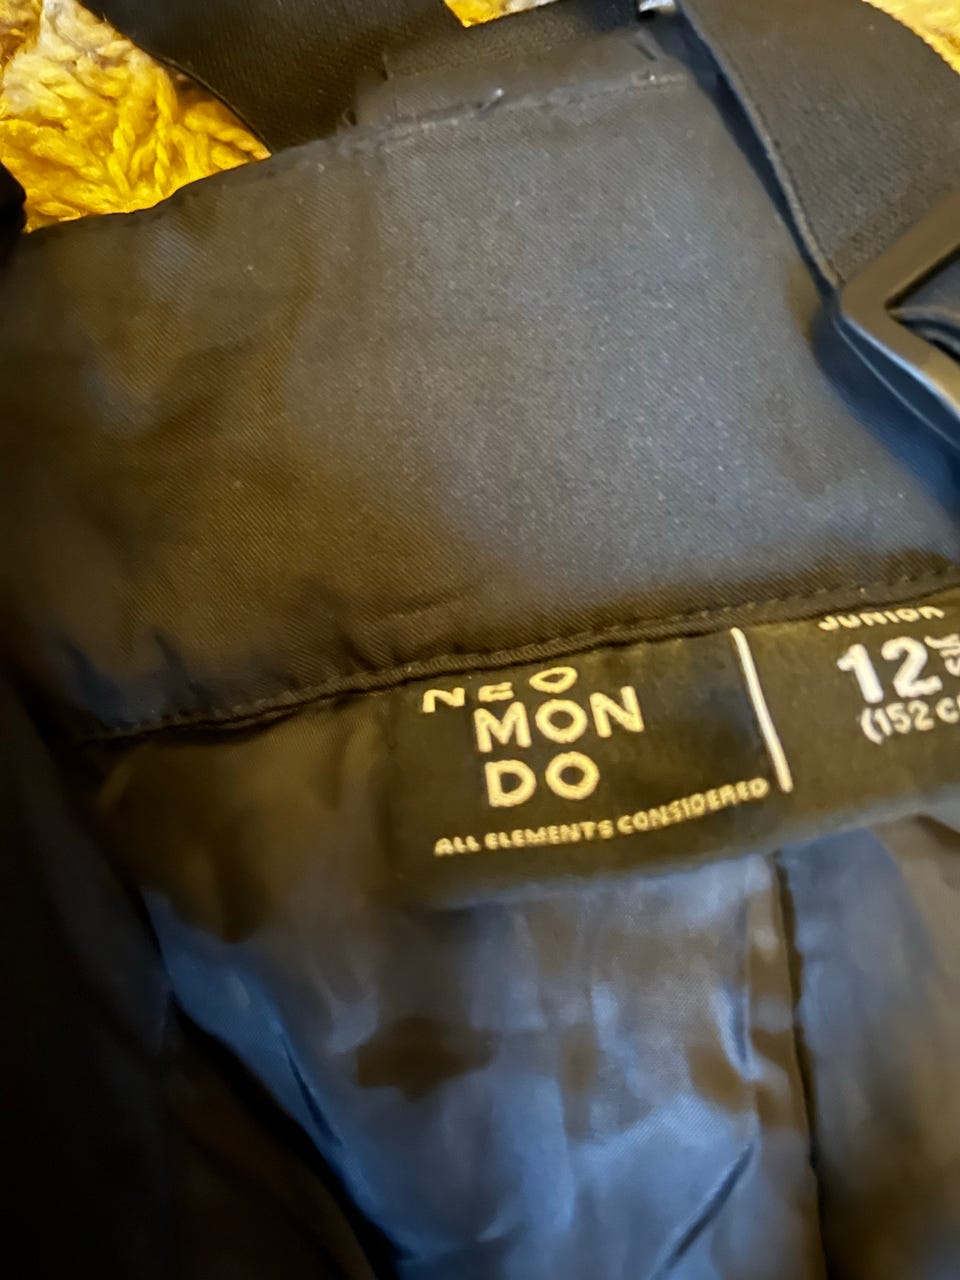 NEO
MON
DO
ALL ELEMENTS CONSIDERED
JUNIOR
12
(152